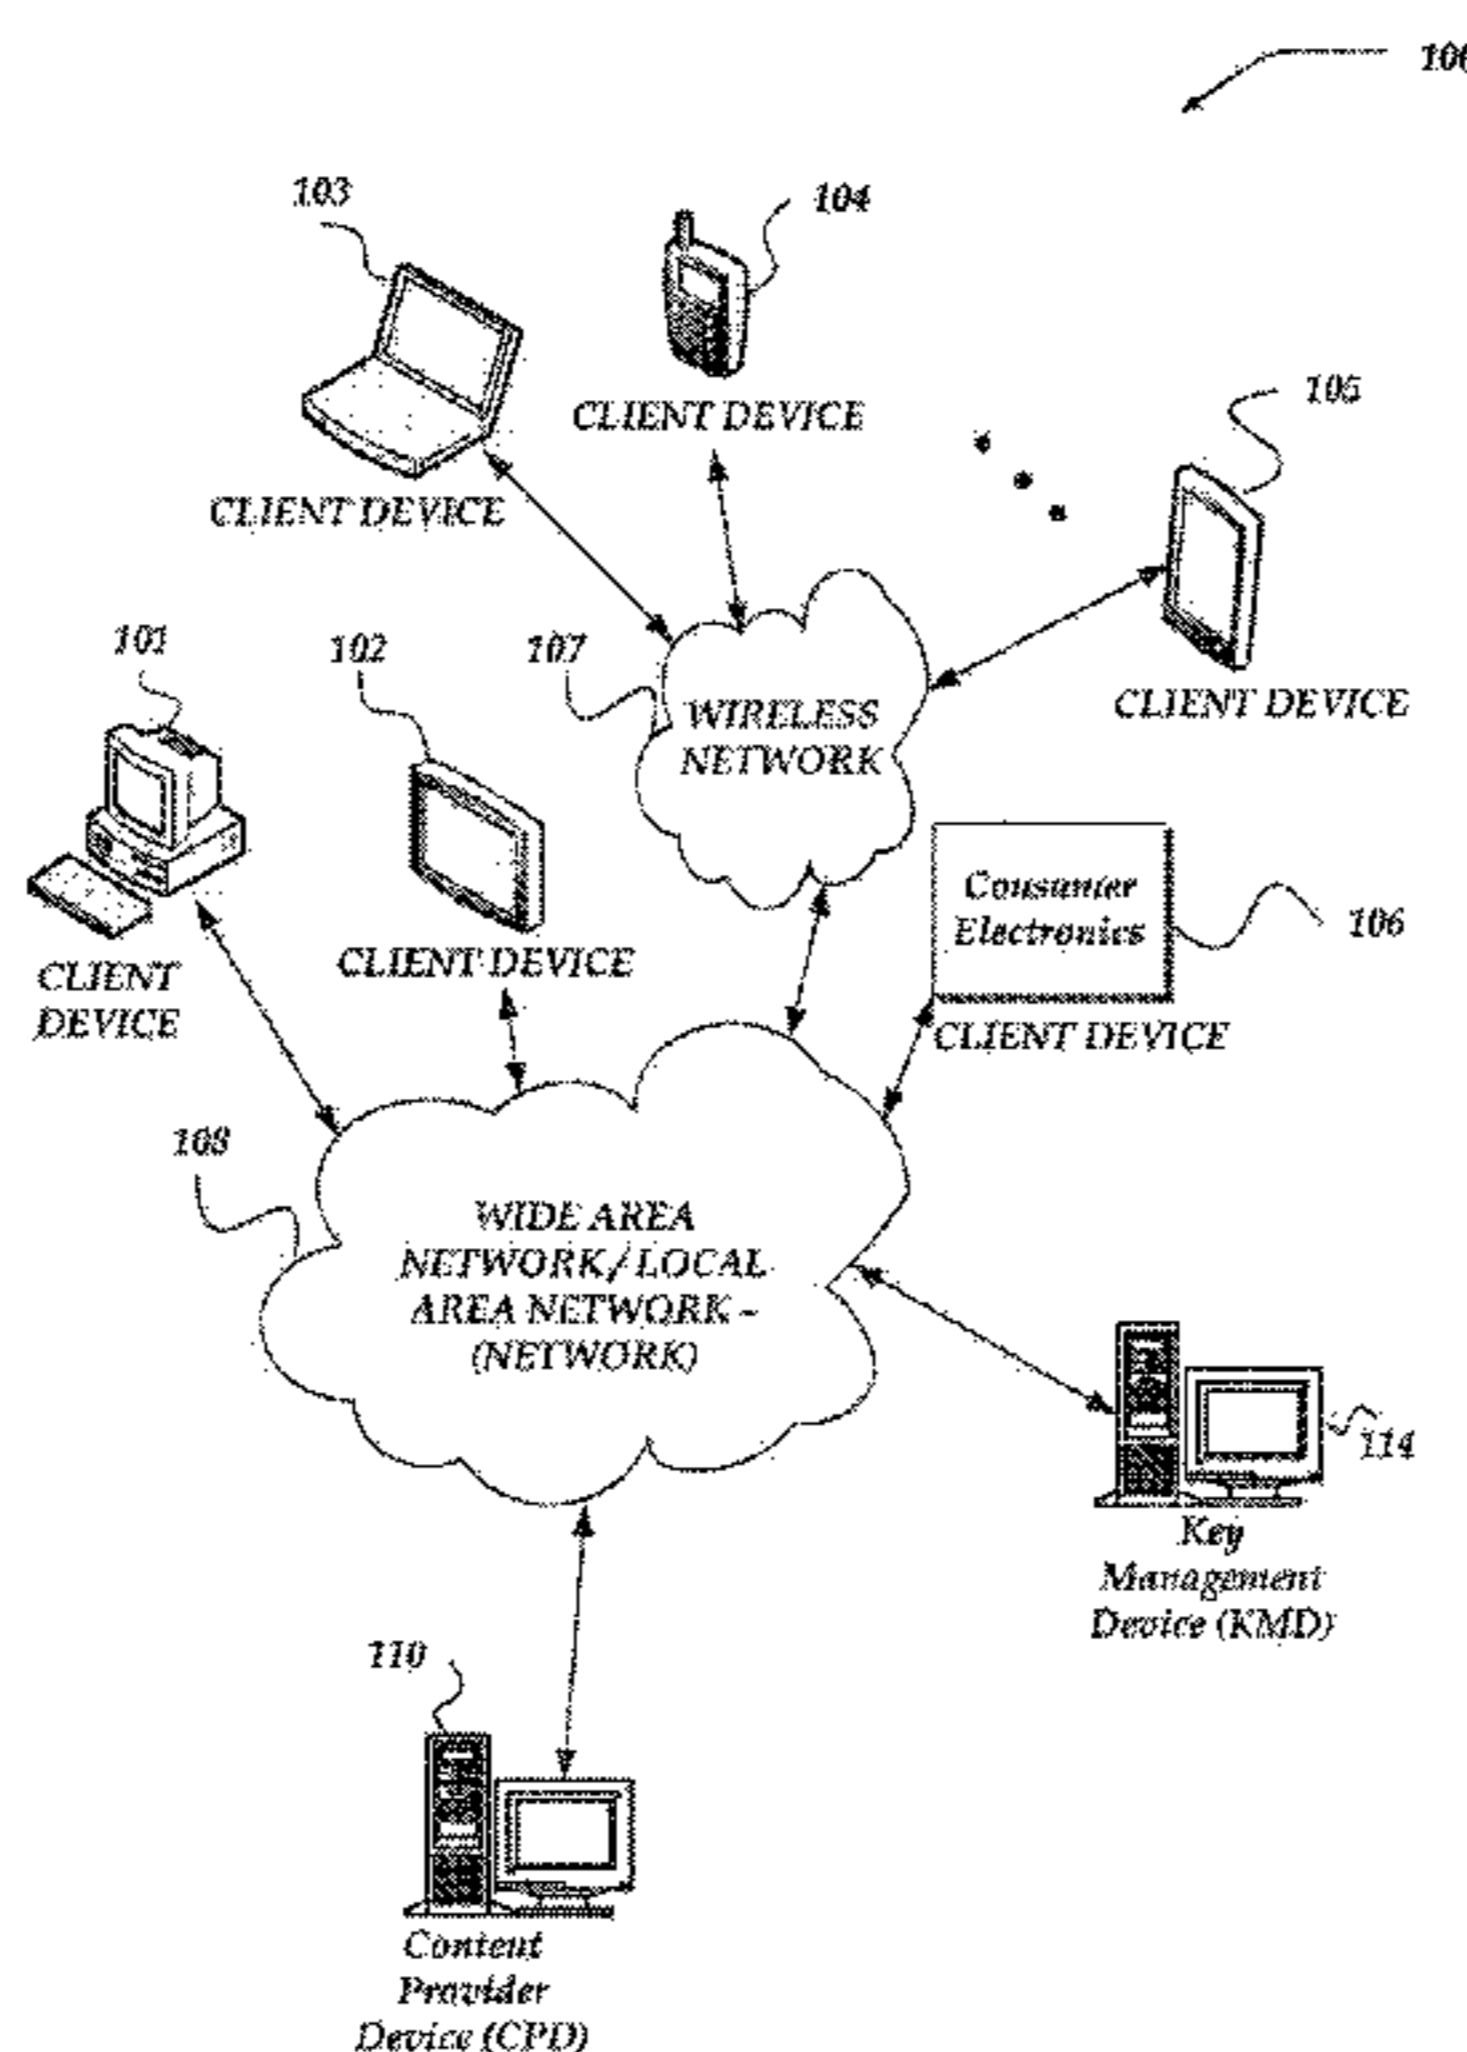 103
104
CLIENT DEVICE
105
CLIENT DEVICE
101
102
107
WIRELESS
NETWORK
CLIENT DEVICE
Consumer
Electronics
106
CLIENT DEVICE
CLIENT
DEVICE
CLIENT DEVICE
108
WIDE AREA
NETWORK/LOCAL
AREA NETWORK -
(NETWORK)
114
Key
Management
Device (KMD)
110
Content
Provider
Device (CPD)